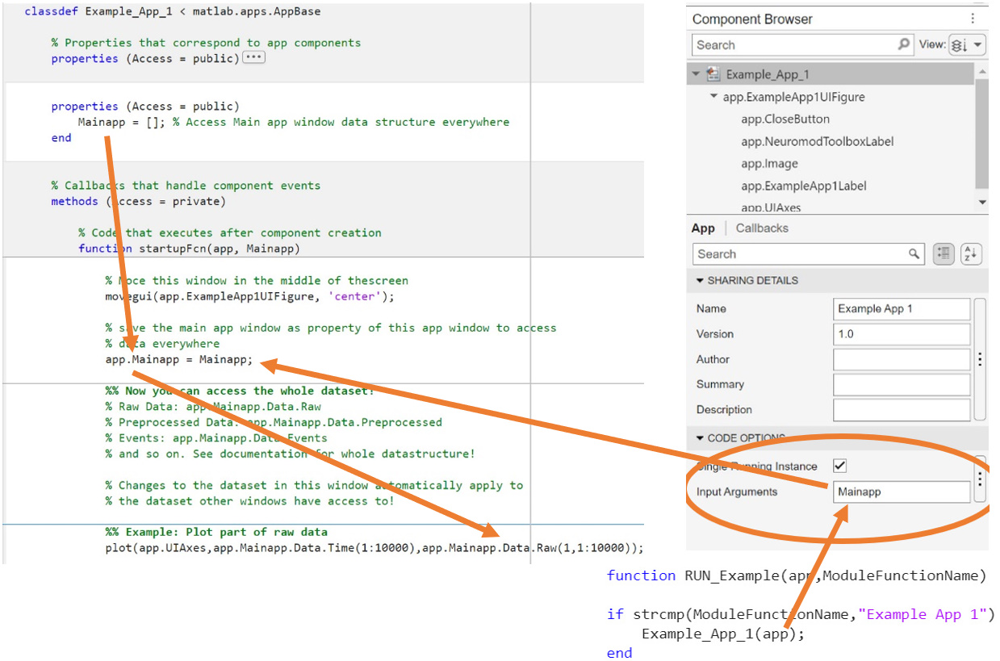 classdef Example_App_1 < matlab.apps.AppBase
% Properties that correspond to app components
properties (Access = public)
properties (Access = public)
Mainapp = []; % Access Main app window data structure everywhere
end
% Callbacks that handle component events
methods (Access = private)
% Code that executes after component creation
function startupFcn(app, Mainapp)
% Moce this window in the middle of thescreen
movegui(app.ExampleApp1UIFigure, 'center');
% save the main app window as property of this app window to access
% data everywhere
app.Mainapp = Mainapp;
%% Now you can access the whole dataset!
% Raw Data: app.Mainapp.Data.Raw
% Preprocessed Data: app.Mainapp.Data.Preprocessed
% Events: app.Mainapp.Data.Events
% and so on. See documentation for whole datastructure!
% Changes to the dataset in this window automatically apply to
% the dataset other windows have access to!
%% Example: Plot part of raw data
plot(app.UIAxes,app.Mainapp.Data.Time(1:10000),app.Mainapp.Data.Raw(1,1:10000));
Component Browser
Search
View:
Example_App_1
app.ExampleApp1UIFigure
app.CloseButton
app.NeuromodToolboxLabel
app.Image
app.ExampleApp1Label
app.UIAxes
App | Callbacks
Search
SHARING DETAILS
Name Example App 1
Version 1.0
Author
Summary
Description
CODE OPTIONS
Single Running Instance
Input Arguments Mainapp
function RUN_Example(app,ModuleFunctionName)
if strcmp(ModuleFunctionName,"Example App 1")
Example_App_1(app);
end